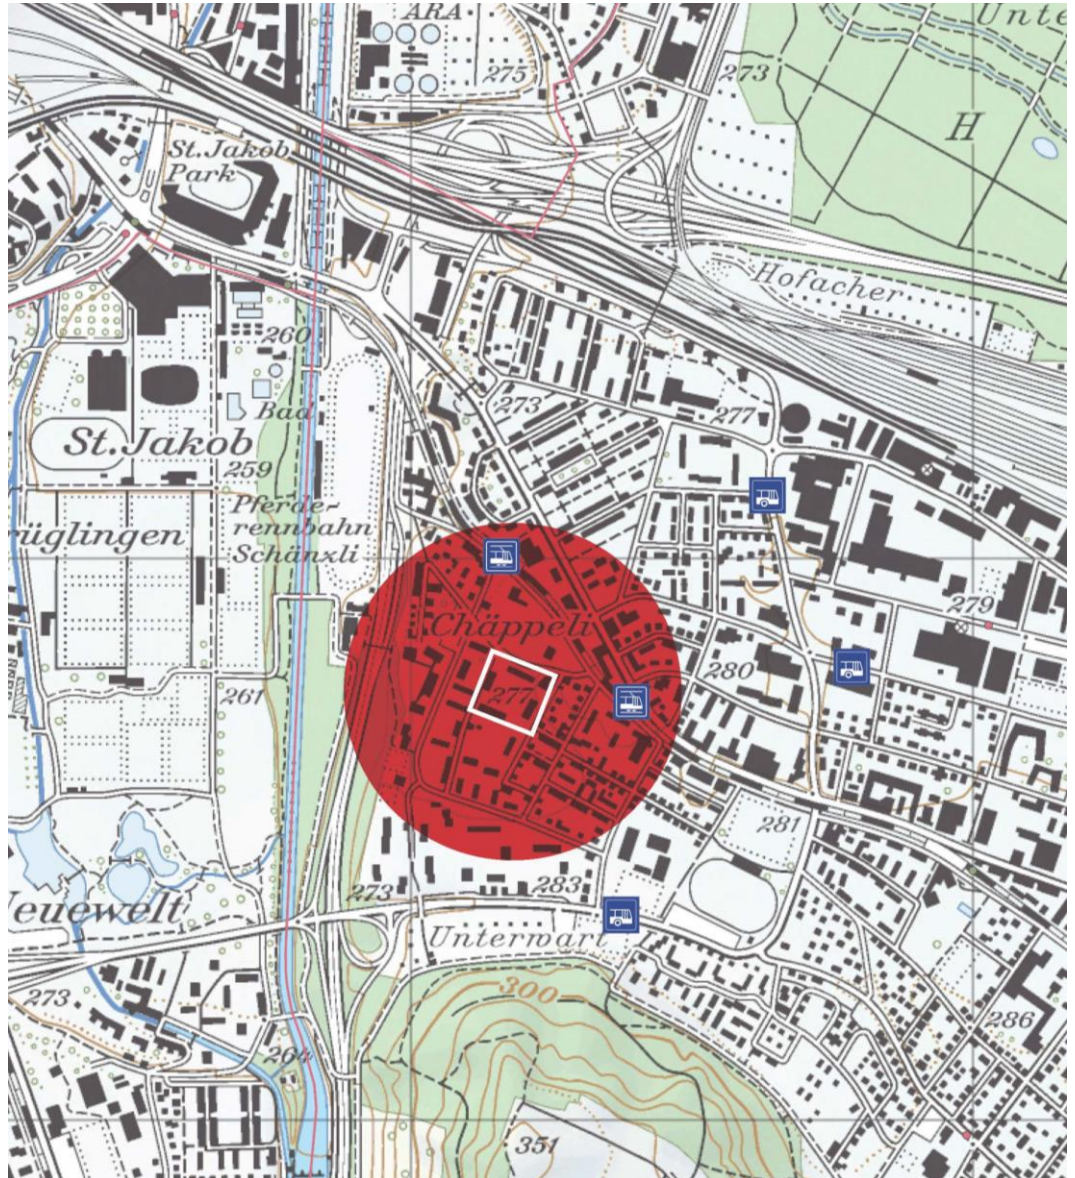 ARA
Unte
275
273
H
St. Jakob
Park
Hofacher
260
273
277
Bad
St. Jakob
259
Pferde-
rüglingen
rennbahn
Schänzli
279
Chäppeli
280
261
277
281
273
283
Neuewelt
Unterwart
300
273
286
264
351